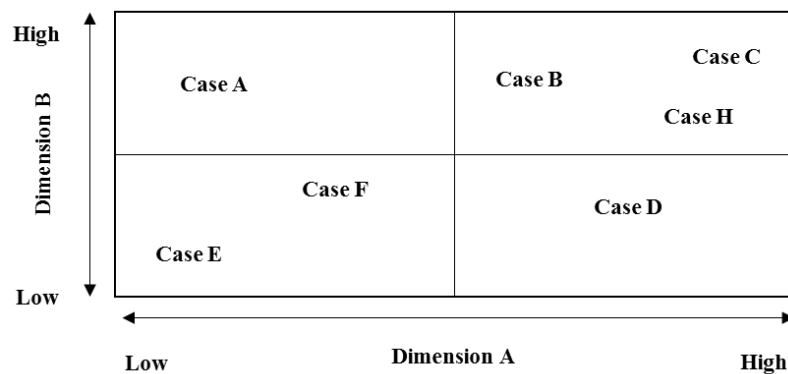 High
Case C
Case B
Case A
Case H
Dimension B
Case F
Case D
Case E
Low
Low
Dimension A
High